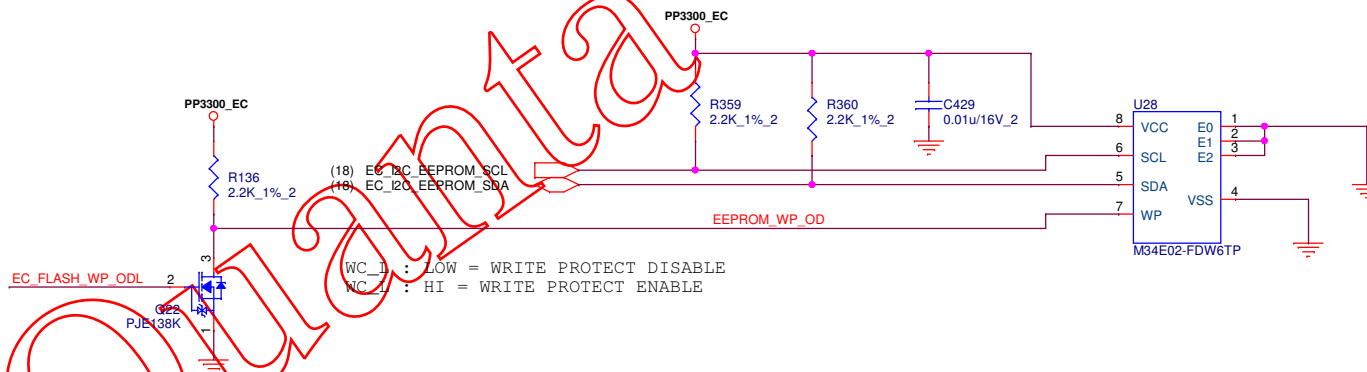 PP3300_EC
PP3300_EC
R359
2.2K_1%_2
R360
2.2K_1%_2
C429
0.01u/16V_2
U28
8 VCC E0 1
E1 2
6 SCL E2 3
5 SDA
VSS 4
7 WP
M34E02-FDW6TP
R136
2.2K_1%_2
(18) EC_I2C_EEPROM_SCL
(18) EC_I2C_EEPROM_SDA
EEPROM_WP_OD
3
EC_FLASH_WP_ODL 2
Q22
PJE138K
1
WC_L : LOW = WRITE PROTECT DISABLE
WC_L : HI = WRITE PROTECT ENABLE
Quanta